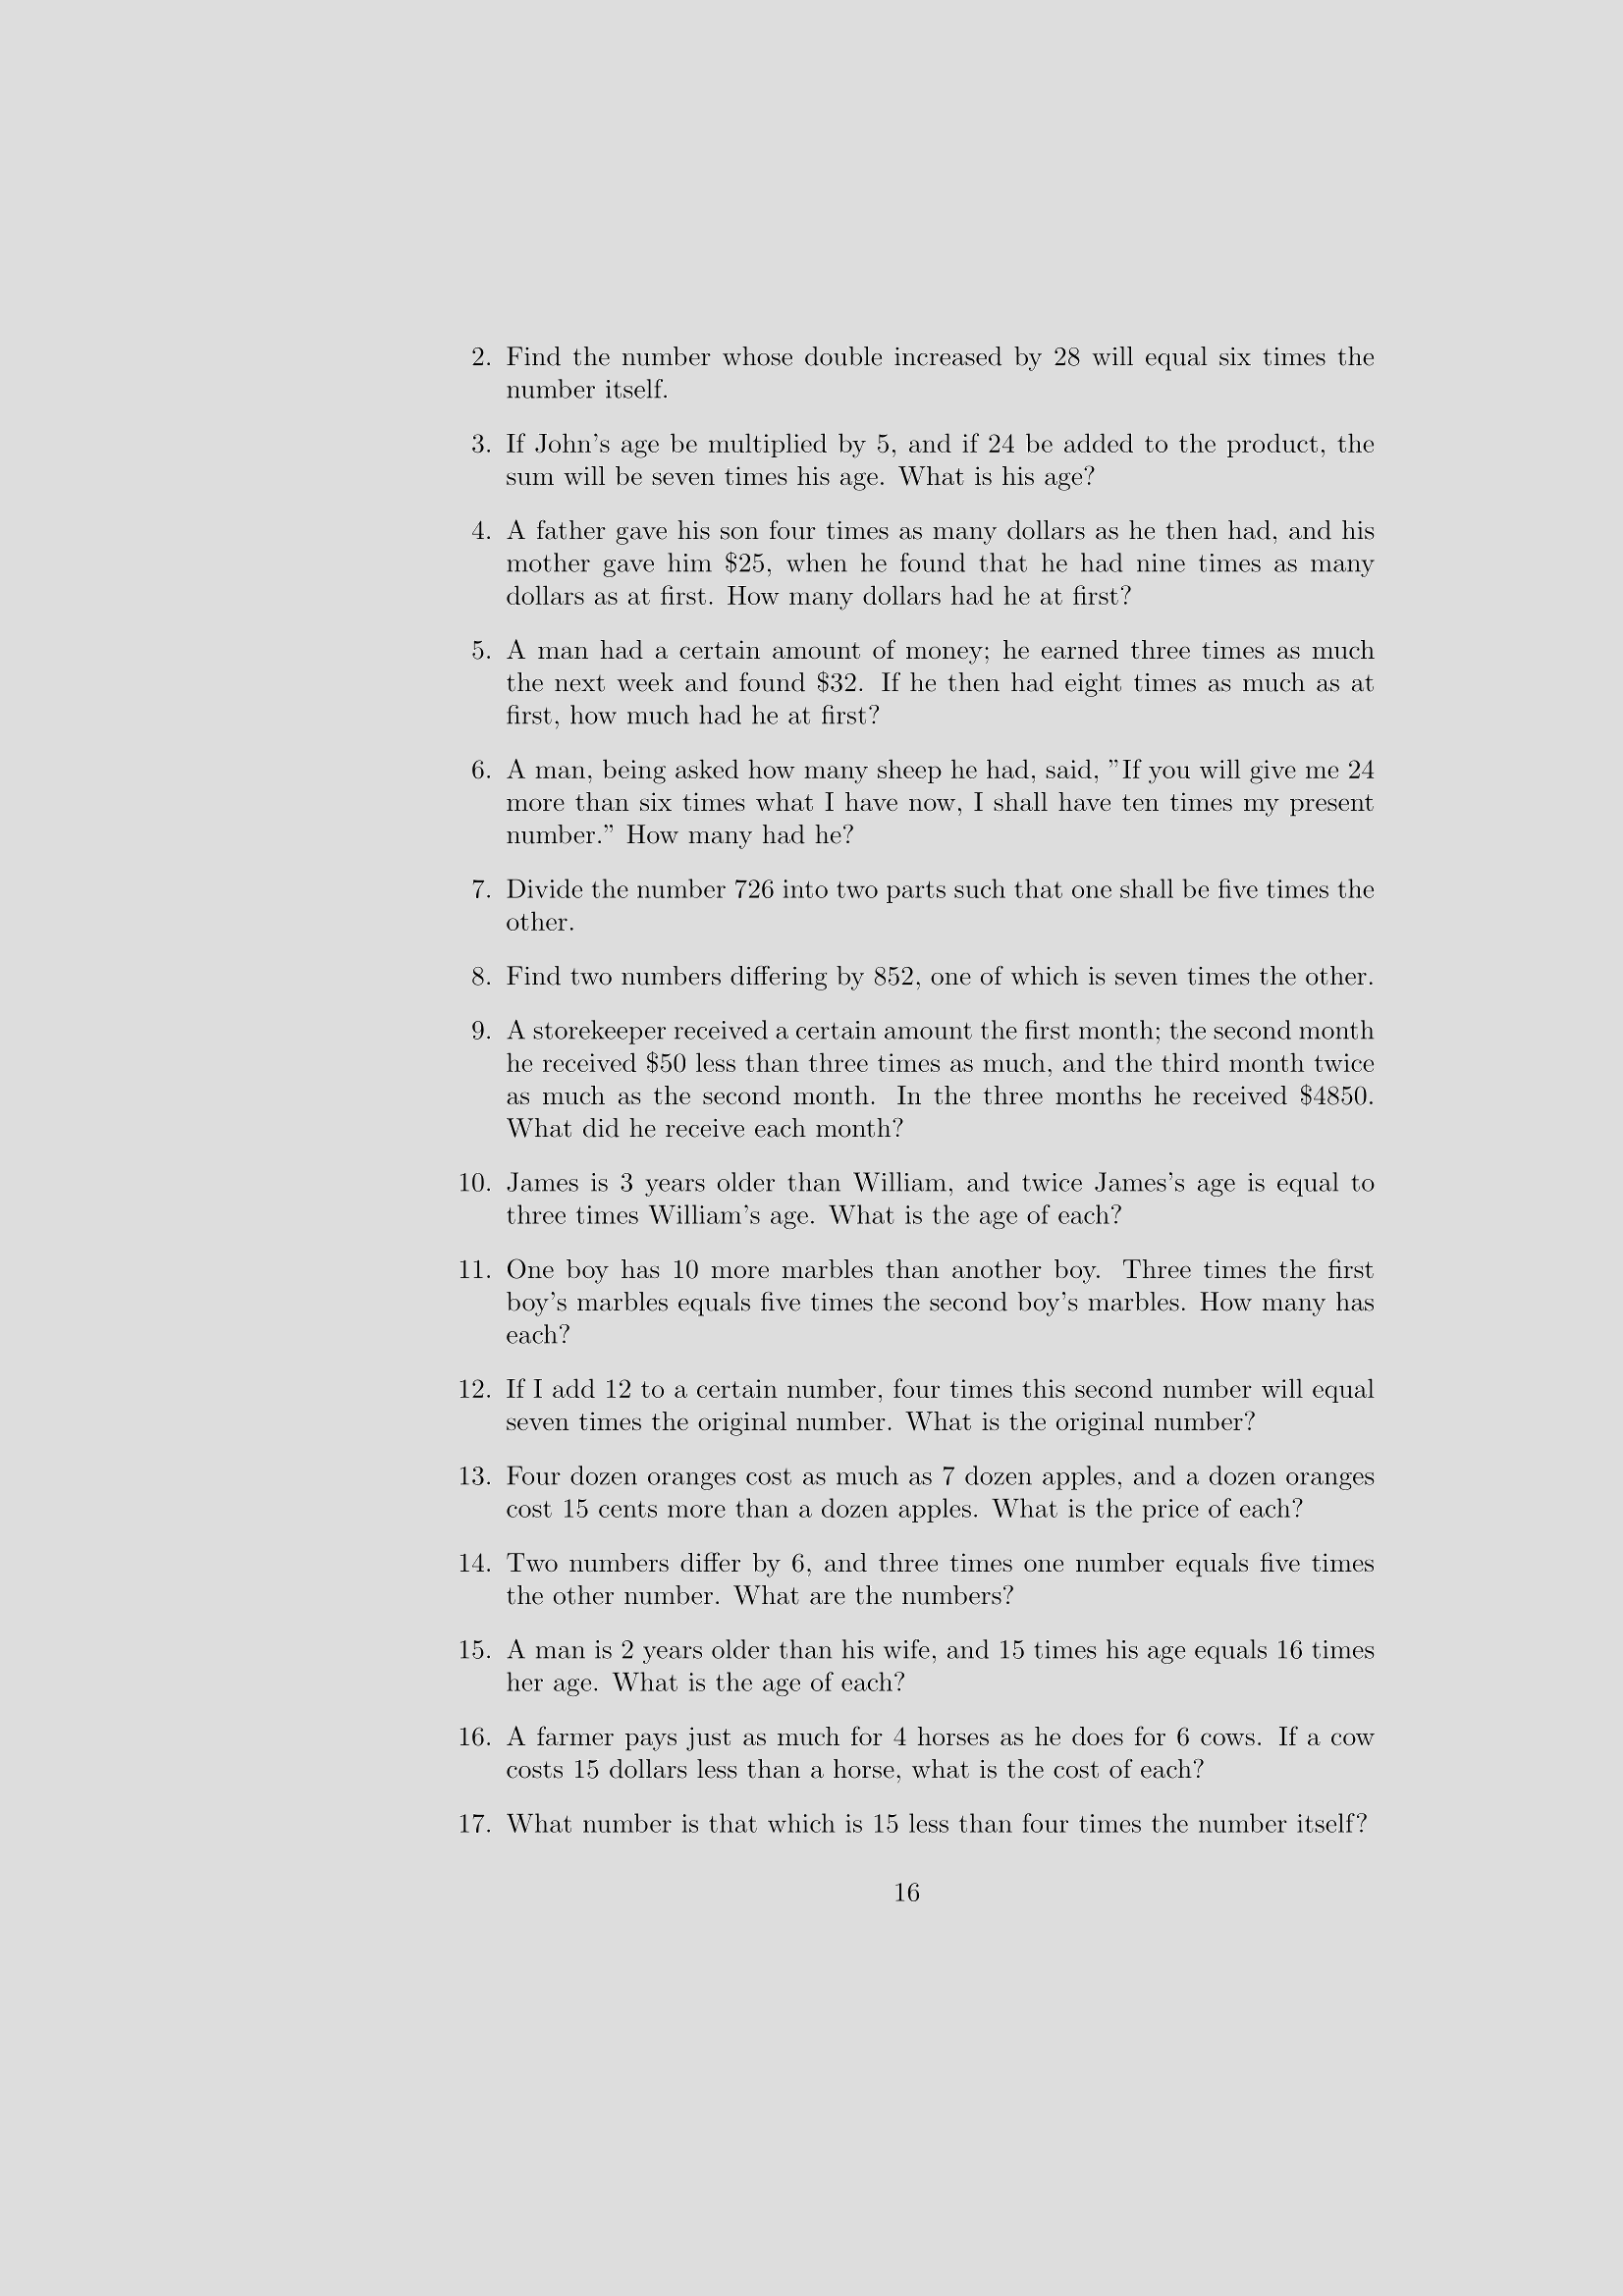 2. Find the number whose double increased by 28 will equal six times the
number itself.
3. If John's age be multiplied by 5, and if 24 be added to the product, the
sum will be seven times his age. What is his age?
4. A father gave his son four times as many dollars as he then had, and his
mother gave him $25, when he found that he had nine times as many
dollars as at first. How many dollars had he at first?
5. A man had a certain amount of money; he earned three times as much
the next week and found $32. If he then had eight times as much as at
first, how much had he at first?
6. A man, being asked how many sheep he had, said, ”If you will give me 24
more than six times what I have now, I shall have ten times my present
number.” How many had he?
7. Divide the number 726 into two parts such that one shall be five times the
other.
8. Find two numbers differing by 852, one of which is seven times the other.
9. A storekeeper received a certain amount the first month; the second month
he received $50 less than three times as much, and the third month twice
as much as the second month. In the three months he received $4850.
What did he receive each month?
10. James is 3 years older than William, and twice James's age is equal to
three times William's age. What is the age of each?
11. One boy has 10 more marbles than another boy. Three times the first
boy's marbles equals five times the second boy's marbles. How many has
each?
12. If I add 12 to a certain number, four times this second number will equal
seven times the original number. What is the original number?
13. Four dozen oranges cost as much as 7 dozen apples, and a dozen oranges
cost 15 cents more than a dozen apples. What is the price of each?
14. Two numbers differ by 6, and three times one number equals five times
the other number. What are the numbers?
15. A man is 2 years older than his wife, and 15 times his age equals 16 times
her age. What is the age of each?
16. A farmer pays just as much for 4 horses as he does for 6 cows. If a cow
costs 15 dollars less than a horse, what is the cost of each?
17. What number is that which is 15 less than four times the number itself?
16